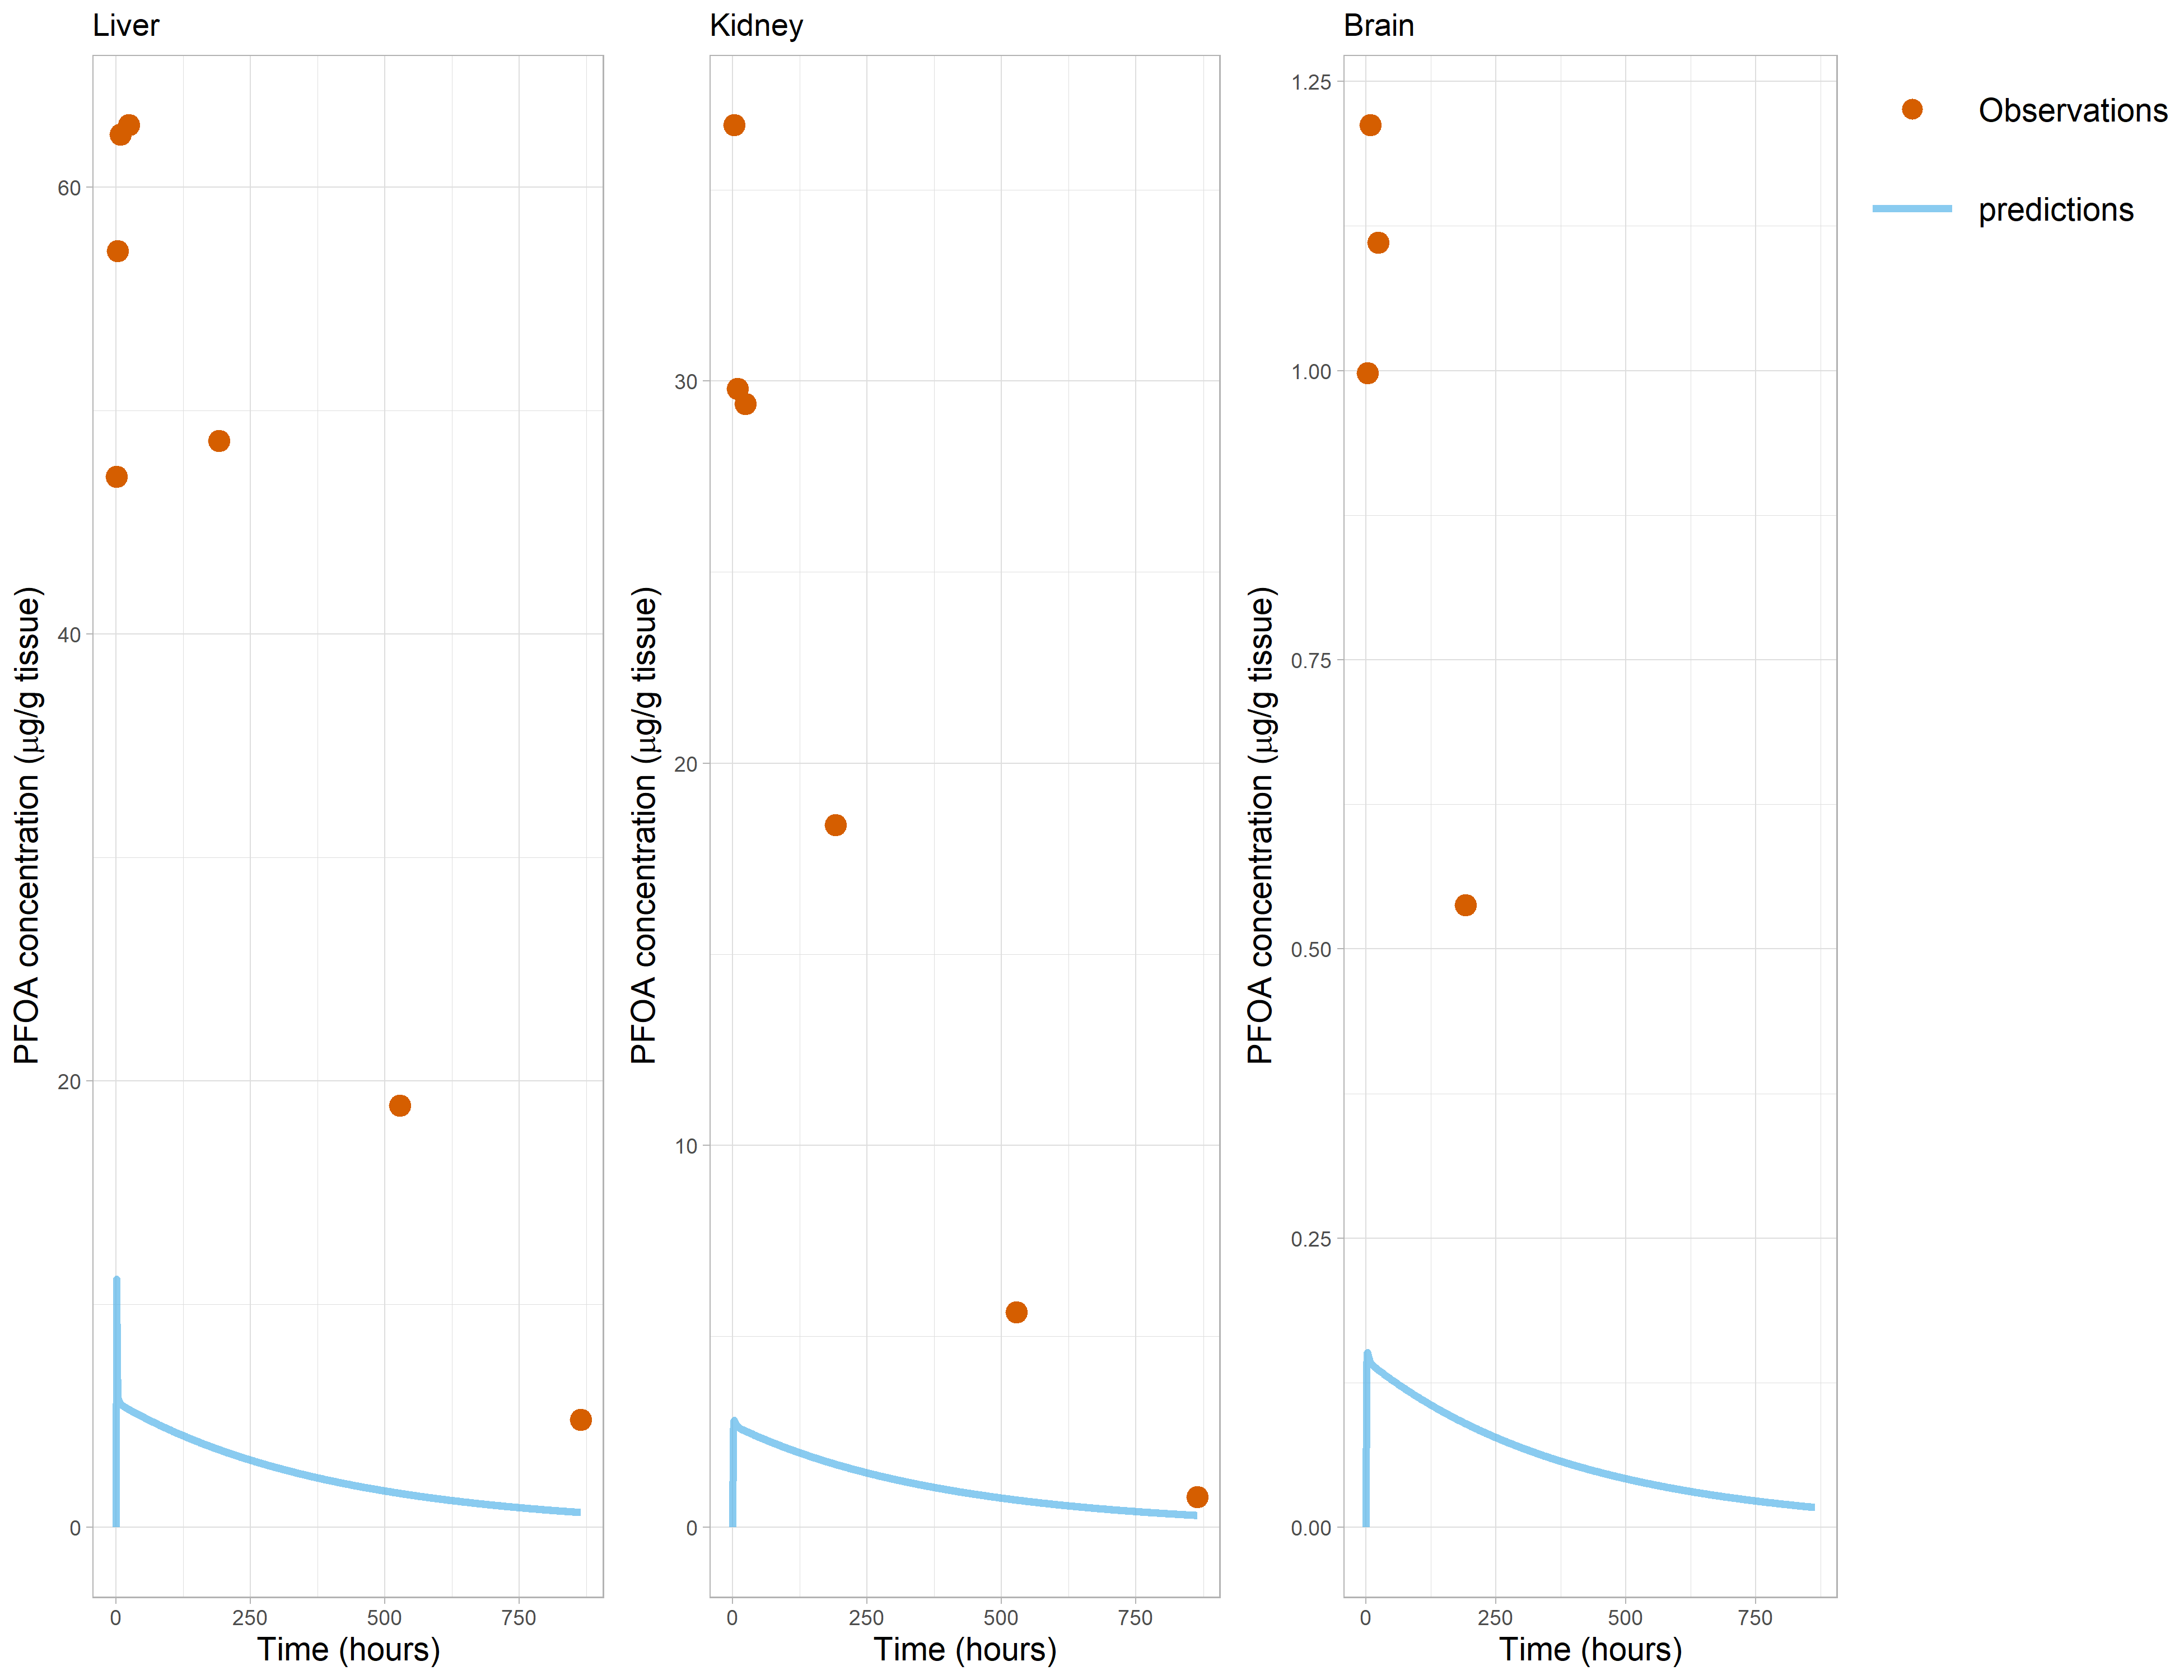 Liver
60
40
20
0
0 250 500 750
Time (hours)
PFOA concentration (μg/g tissue)
Kidney
30
20
10
0
0 250 500 750
Time (hours)
PFOA concentration (μg/g tissue)
Brain
1.25
1.00
0.75
0.50
0.25
0.00
0 250 500 750
Time (hours)
PFOA concentration (μg/g tissue)
Observations
predictions